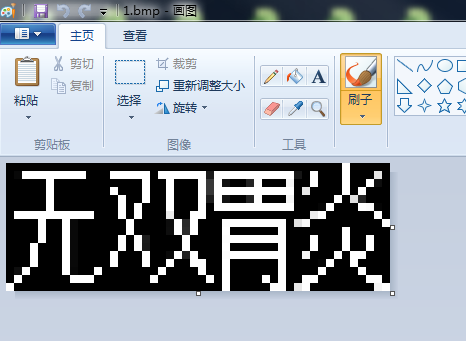 1.bmp - 画图
主页 查看
粘贴 剪切 复制 选择 裁剪 重新调整大小 旋转 A 刷子
剪贴板 图像 工具
无双胃炎